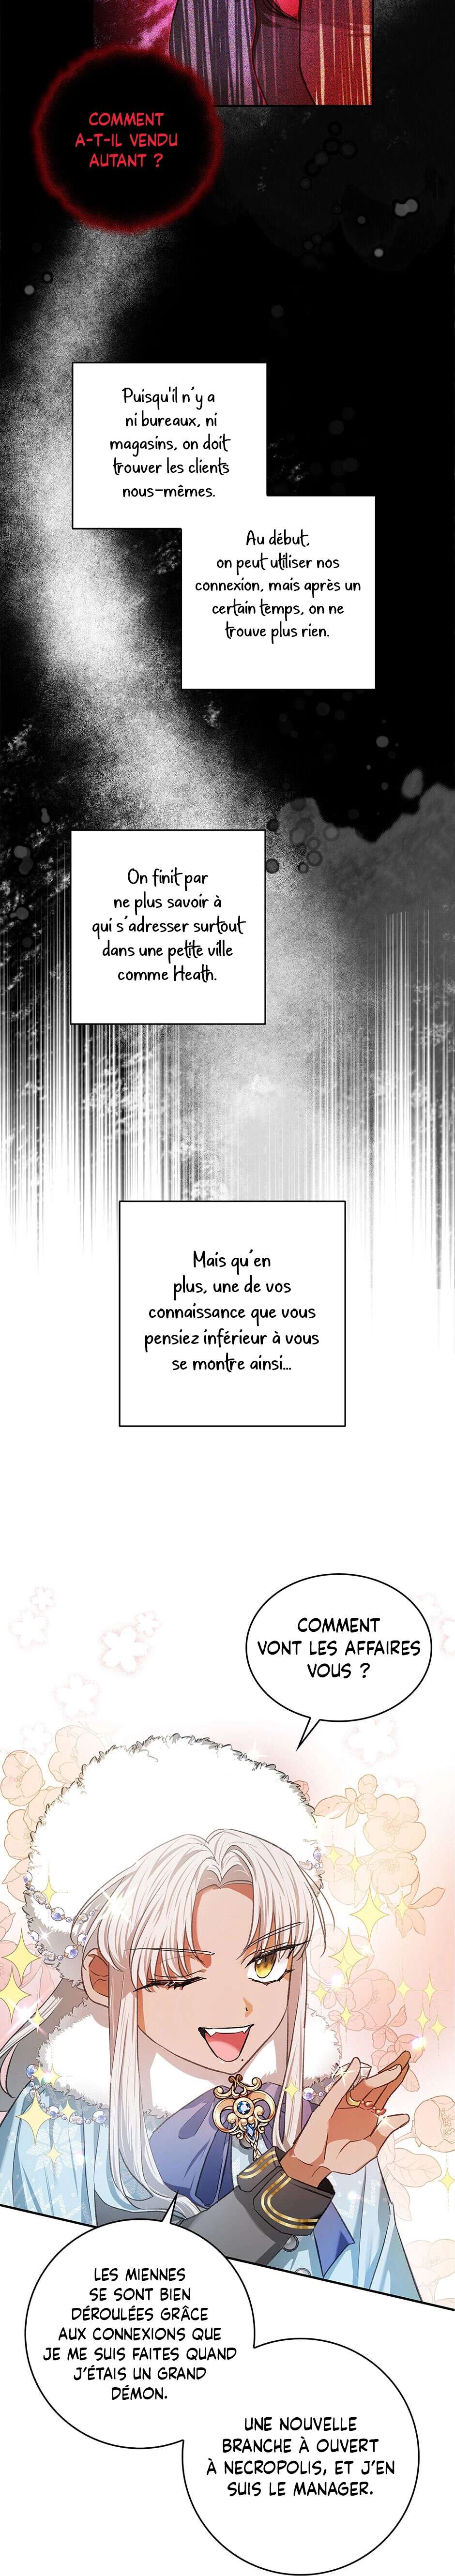 COMMENT
A-T-IL VENDU
AUTANT ?
Puisqu'il n'y a
ni bureaux, ni
magasins, on doit
trouver les clients
nous-mêmes.
Au début,
on peut utiliser nos
connexion, mais après un
certain temps, on ne
trouve plus rien.
On finit par
ne plus savoir à
qui s'adresser surtout
dans une petite ville
comme Heath.
Mais qu'en
plus, une de vos
connaissance que vous
pensiez inférieur à vous
se montre ainsi...
COMMENT
VONT LES AFFAIRES
VOUS ?
LES MIENNES
SE SONT BIEN
DÉROULÉES GRÂCE
AUX CONNEXIONS QUE
JE ME SUIS FAITES QUAND
J'ÉTAIS UN GRAND
DÉMON.
UNE NOUVELLE
BRANCHE À OUVERT
À NECROPOLIS, ET J'EN
SUIS LE MANAGER.